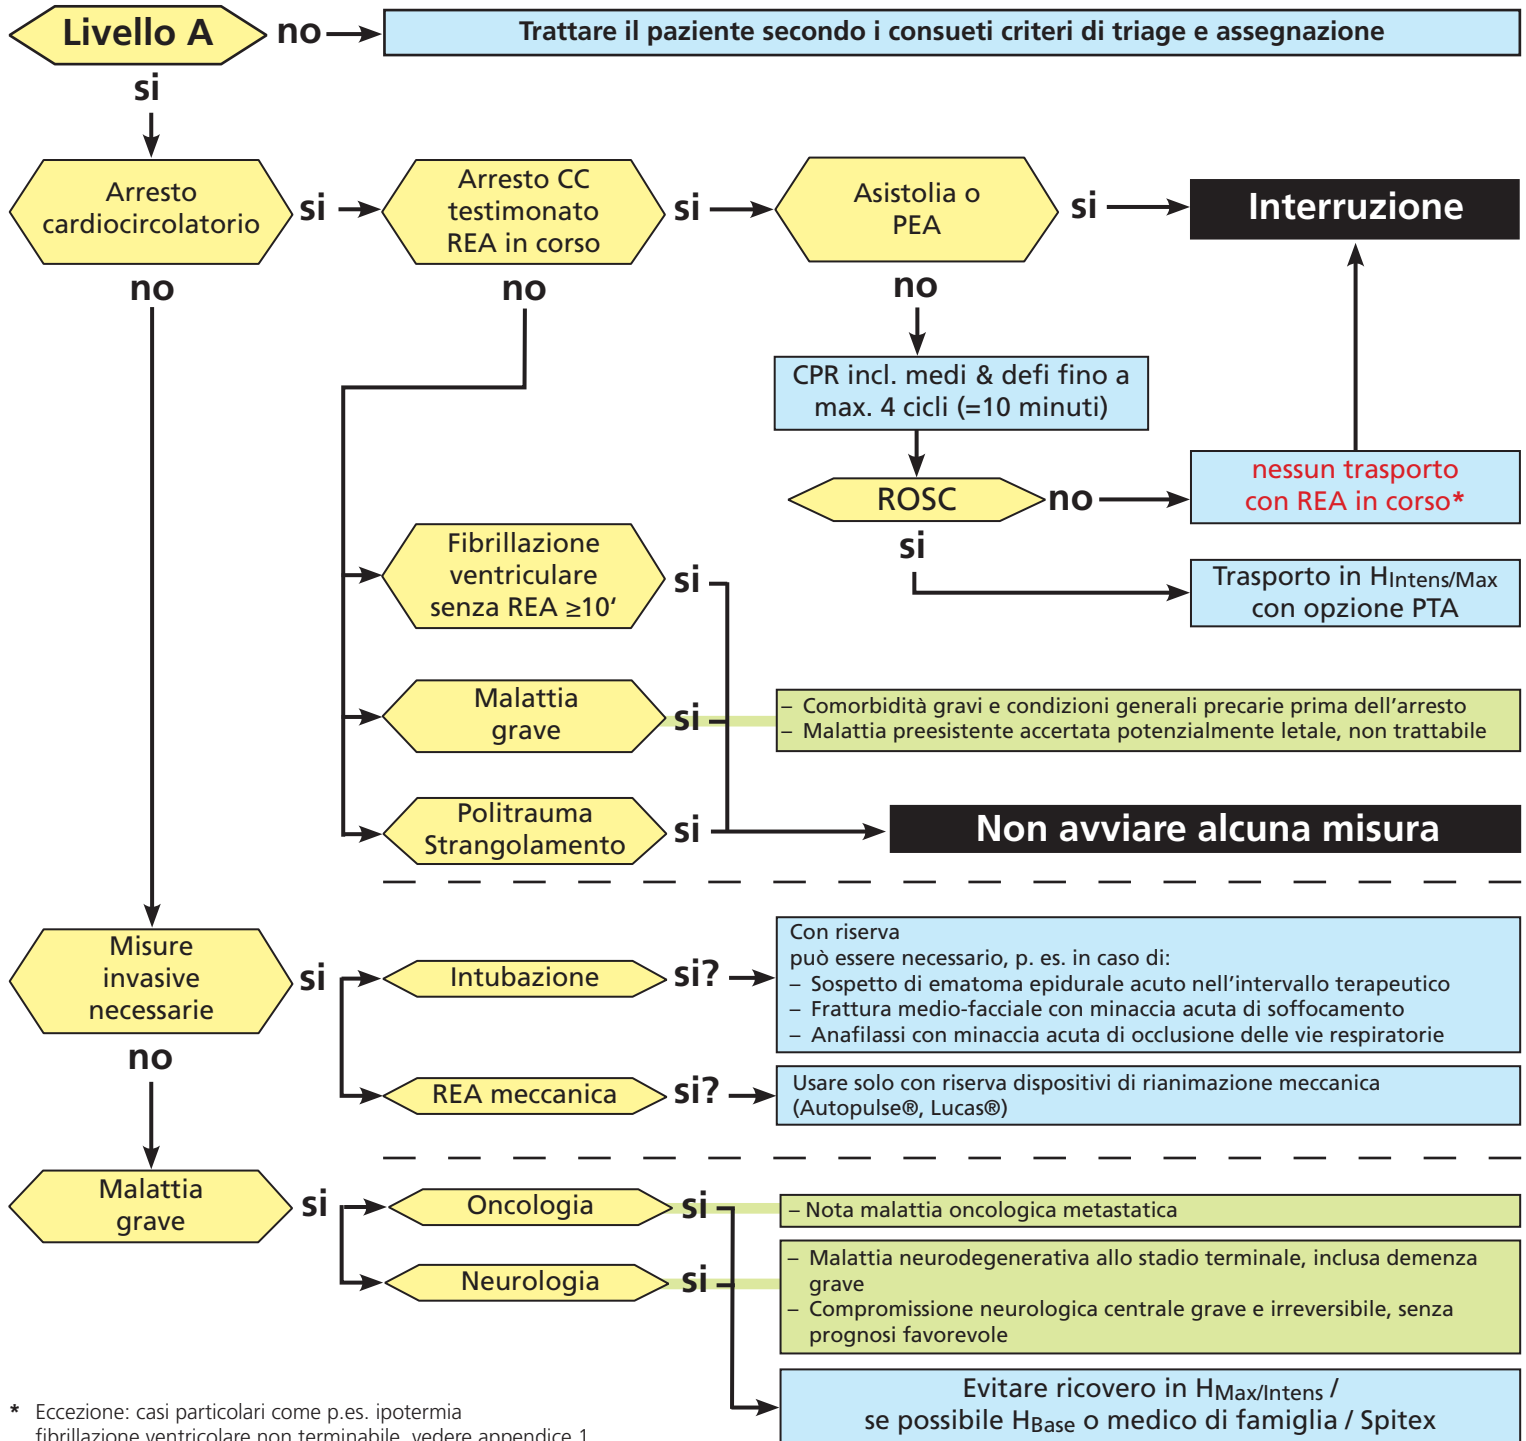 Livello A
no
Trattare il paziente secondo i consueti criteri di triage e assegnazione
si
Arresto
cardiocircolatorio
si
Arresto CC
testimonato
REA in corso
si
Asistolia o
PEA
si
Interruzione
no
no
no
CPR incl. medi & defi fino a
max. 4 cicli (=10 minuti)
ROSC
no
nessun trasporto
con REA in corso*
si
Trasporto in HIntens/Max
con opzione PTA
Fibrillazione
ventriculare
senza REA ≥10‘
si
Malattia
grave
si
– Comorbidità gravi e condizioni generali precarie prima dell’arresto
– Malattia preesistente accertata potenzialmente letale, non trattabile
Politrauma
Strangolamento
si
Non avviare alcuna misura
Misure
invasive
necessarie
si
Intubazione
si?
Con riserva
può essere necessario, p. es. in caso di:
– Sospetto di ematoma epidurale acuto nell’intervallo terapeutico
– Frattura medio-facciale con minaccia acuta di soffocamento
– Anafilassi con minaccia acuta di occlusione delle vie respiratorie
no
REA meccanica
si?
Usare solo con riserva dispositivi di rianimazione meccanica
(Autopulse®, Lucas®)
Malattia
grave
si
Oncologia
si
– Nota malattia oncologica metastatica
Neurologia
si
– Malattia neurodegenerativa allo stadio terminale, inclusa demenza
grave
– Compromissione neurologica centrale grave e irreversibile, senza
prognosi favorevole
Evitare ricovero in HMax/Intens /
se possibile HBase o medico di famiglia / Spitex
* Eccezione: casi particolari come p.es. ipotermia
fibrillazione ventricolare non terminabile, vedere appendice 1